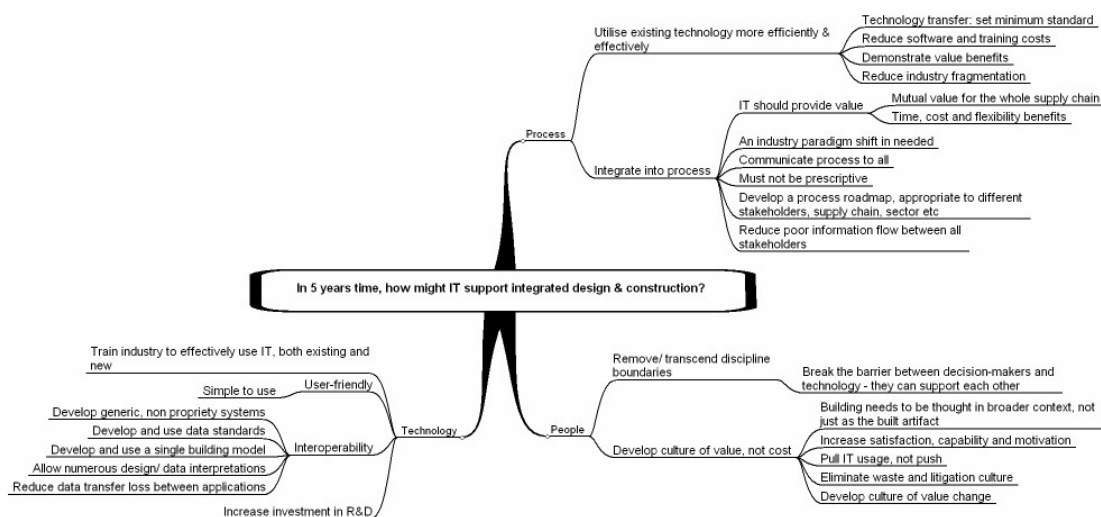 Technology transfer: set minimum standard
Utilise existing technology more efficiently &
effectively
Reduce software and training costs
Demonstrate value benefits
Reduce industry fragmentation
Process
IT should provide value
Mutual value for the whole supply chain
Time, cost and flexibility benefits
An industry paradigm shift in needed
Integrate into process
Communicate process to all
Must not be prescriptive
Develop a process roadmap, appropriate to different
stakeholders, supply chain, sector etc
Reduce poor information flow between all
stakeholders
In 5 years time, how might IT support integrated design & construction?
Train industry to effectively use IT, both existing and
new
User-friendly
Simple to use
Technology
Interoperability
Develop generic, non propriety systems
Develop and use data standards
Develop and use a single building model
Allow numerous design/ data interpretations
Reduce data transfer loss between applications
Increase investment in R&D
People
Remove/ transcend discipline
boundaries
Break the barrier between decision-makers and
technology - they can support each other
Develop culture of value, not cost
Building needs to be thought in broader context, not
just as the built artifact
Increase satisfaction, capability and motivation
Pull IT usage, not push
Eliminate waste and litigation culture
Develop culture of value change